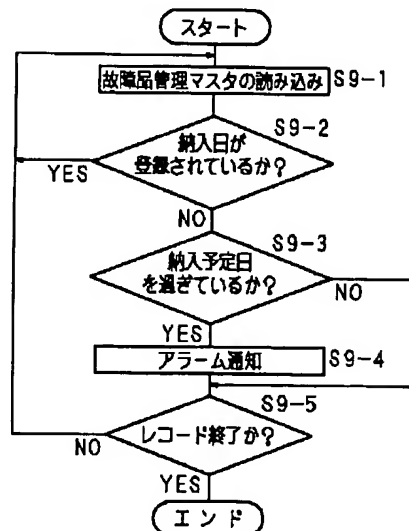 スタート
故障品管理マスタの読み込み S9-1
S9-2
納入日が
登録されているか?
YES
NO
S9-3
納入予定日
を過ぎているか?
NO
YES
アラーム通知 S9-4
S9-5
レコード終了か?
NO
YES
エンド